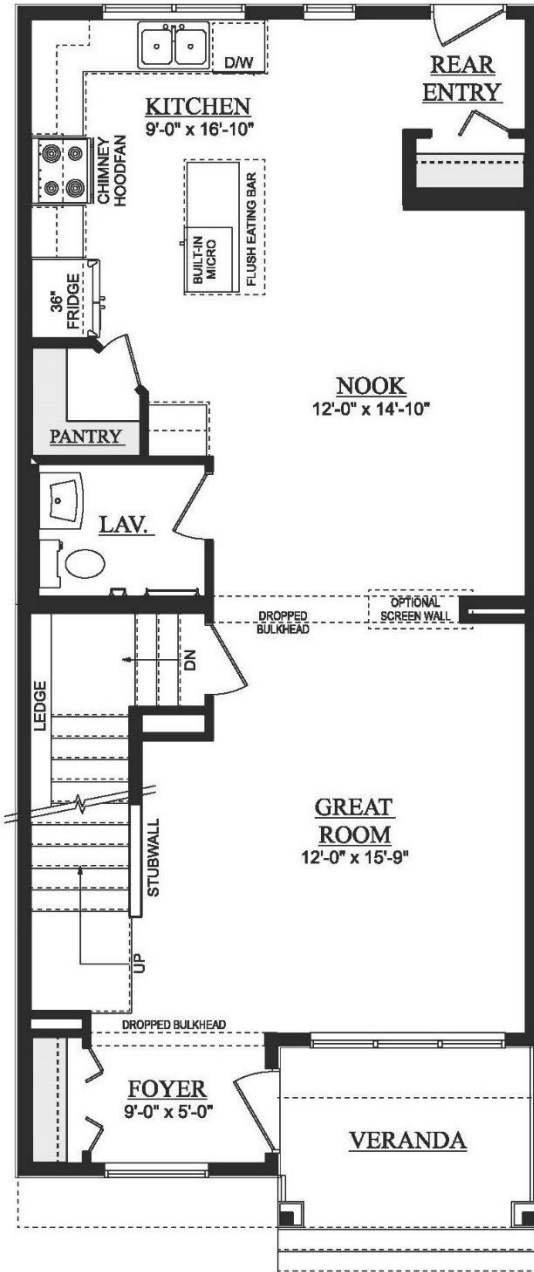 D/W
REAR
ENTRY
KITCHEN
9'-0" x 16'-10"
CHIMNEY
HOODFAN
BUILT-IN
MICRO
FLUSH EATING BAR
36"
FRIDGE
NOOK
12'-0" x 14'-10"
PANTRY
LAV.
DROPPED
BULKHEAD
OPTIONAL
SCREEN WALL
DN
LEDGE
GREAT
ROOM
12'-0" x 15'-9"
STUBWALL
UP
DROPPED BULKHEAD
FOYER
9'-0" x 5'-0"
VERANDA